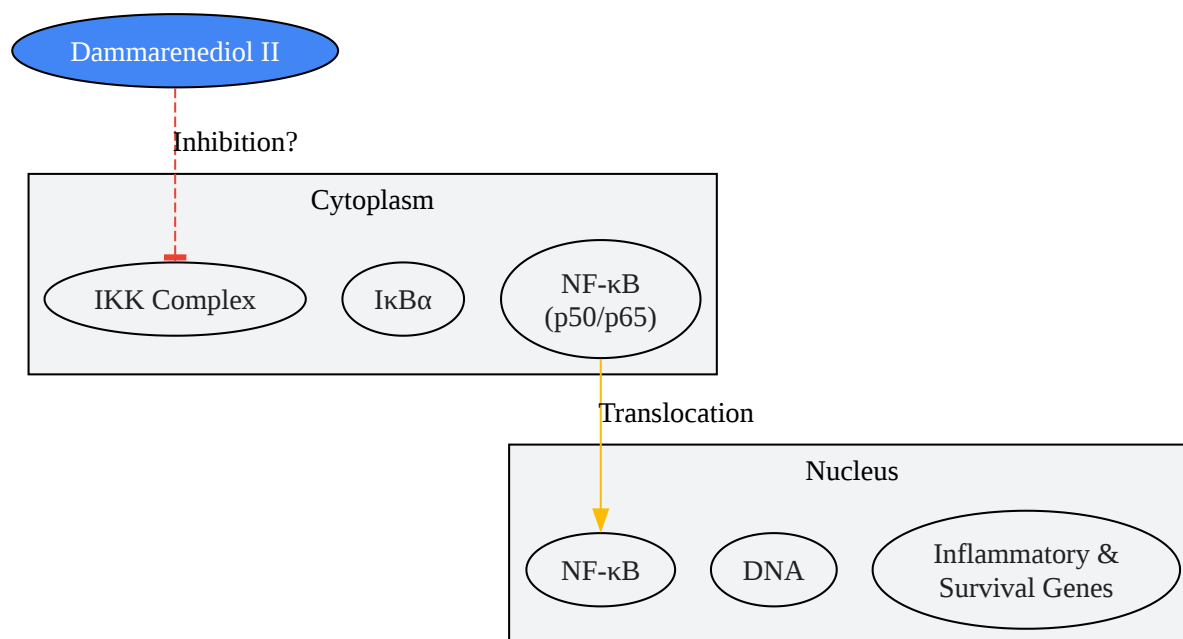 Dammarenediol II
Inhibition?
Cytoplasm
IKK Complex
IκBα
NF-κB
(p50/p65)
Translocation
Nucleus
NF-κB
DNA
Inflammatory &
Survival Genes